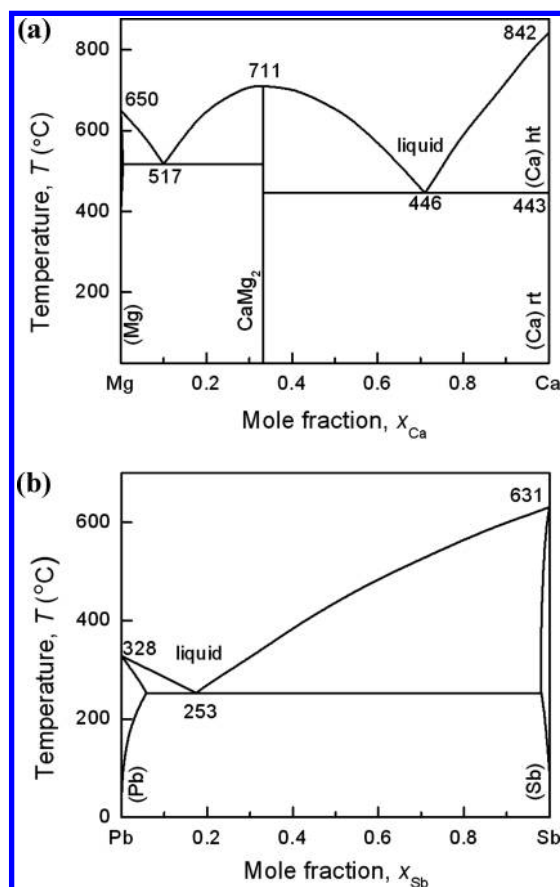 (a)
800
842
711
650
600
liquid
517
446
443
400
200
Temperature, T (°C)
(Mg)
CaMg₂
(Ca) ht
(Ca) rt
Mg 0.2 0.4 0.6 0.8 Ca
Mole fraction, xCa
(b)
631
600
400
328
liquid
253
200
0
Temperature, T (°C)
(Pb)
(Sb)
Pb 0.2 0.4 0.6 0.8 Sb
Mole fraction, xSb